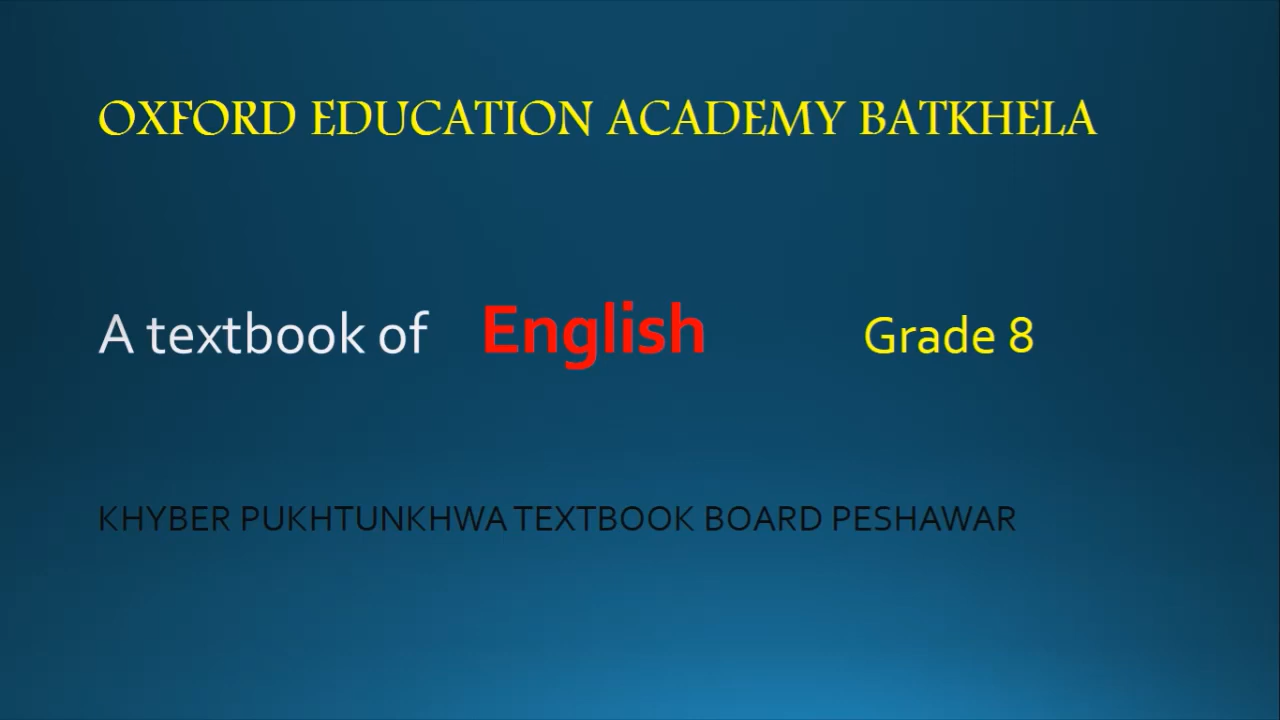 OXFORD EDUCATION ACADEMY BATKHELA
A textbook of English Grade 8
KHYBER PUKHTUNKHWA TEXTBOOK BOARD PESHAWAR